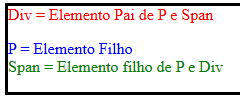 Div = Elemento Pai de P e Span
P = Elemento Filho
Span = Elemento filho de P e Div